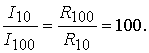 I₁₀ / I₁₀₀ = R₁₀₀ / R₁₀ = 100.